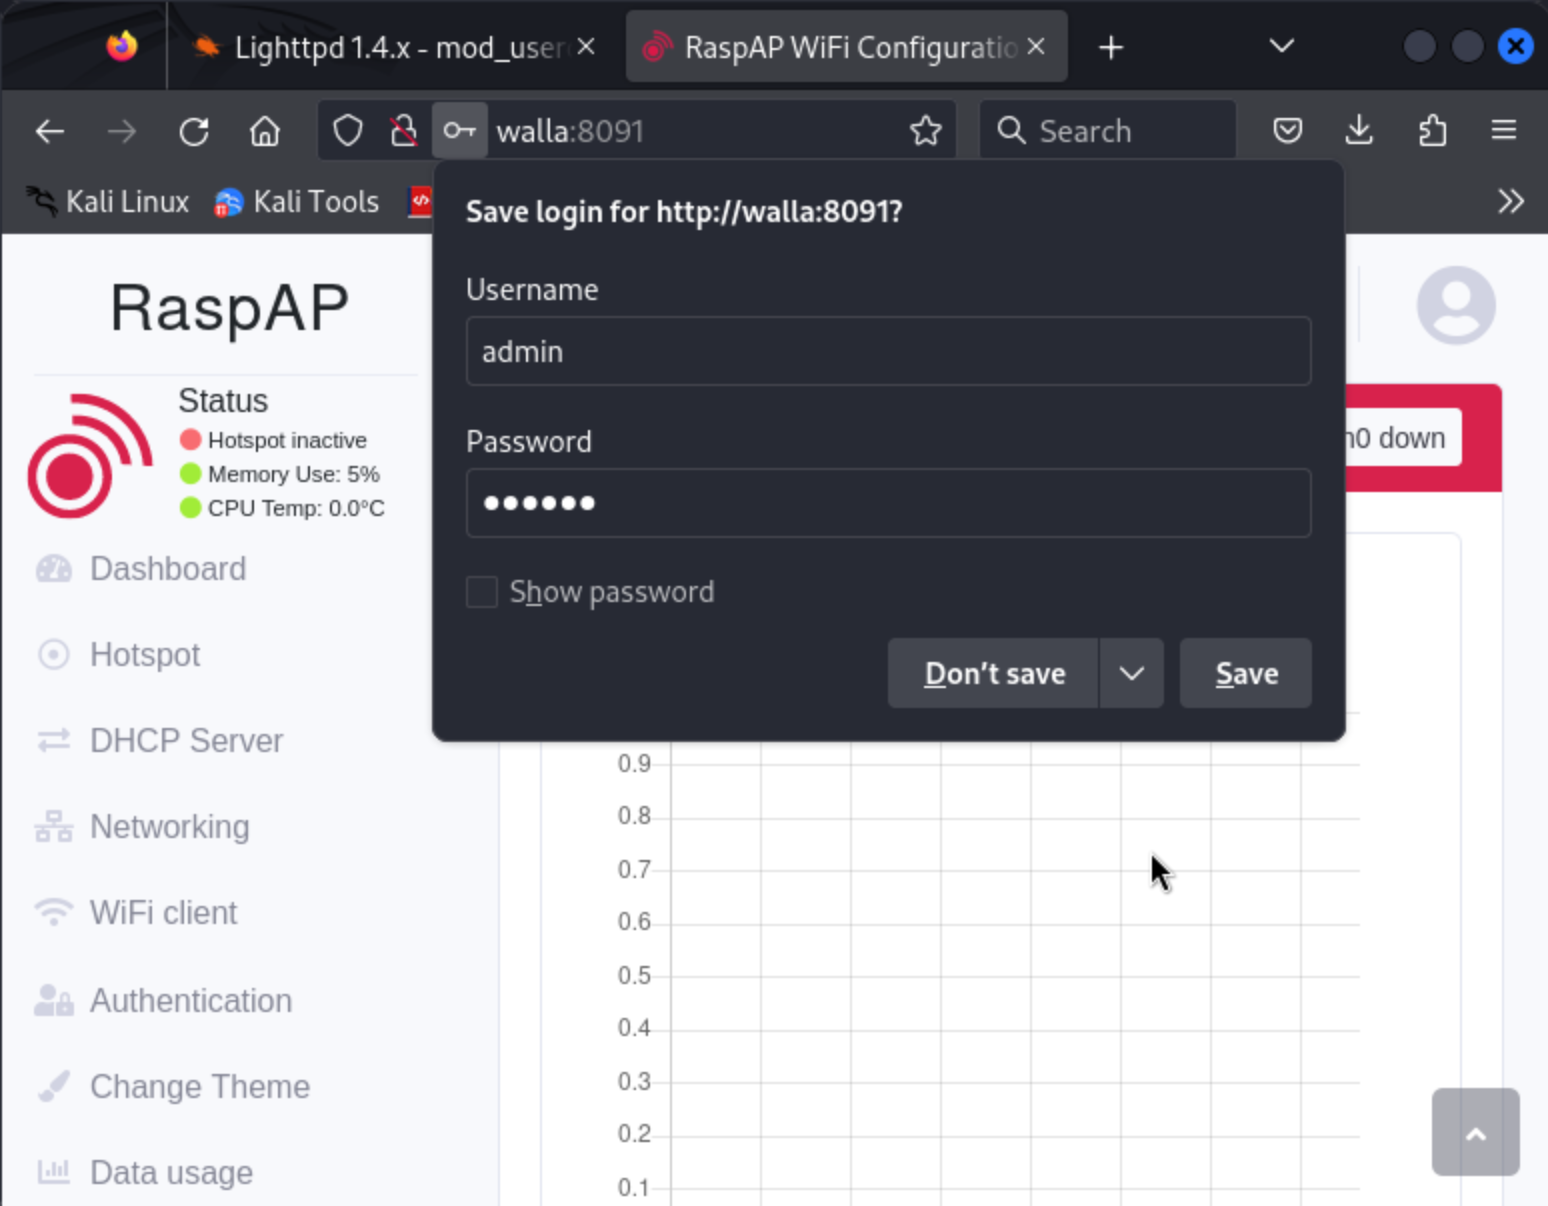 Lighttpd 1.4.x - mod_user
RaspAP WiFi Configuratio
walla:8091
Search
Kali Linux
Kali Tools
Save login for http://walla:8091?
Username
admin
Password
Show password
Don't save
Save
RaspAP
Status
Hotspot inactive
Memory Use: 5%
CPU Temp: 0.0°C
n0 down
Dashboard
Hotspot
DHCP Server
Networking
WiFi client
Authentication
Change Theme
Data usage
0.9
0.8
0.7
0.6
0.5
0.4
0.3
0.2
0.1